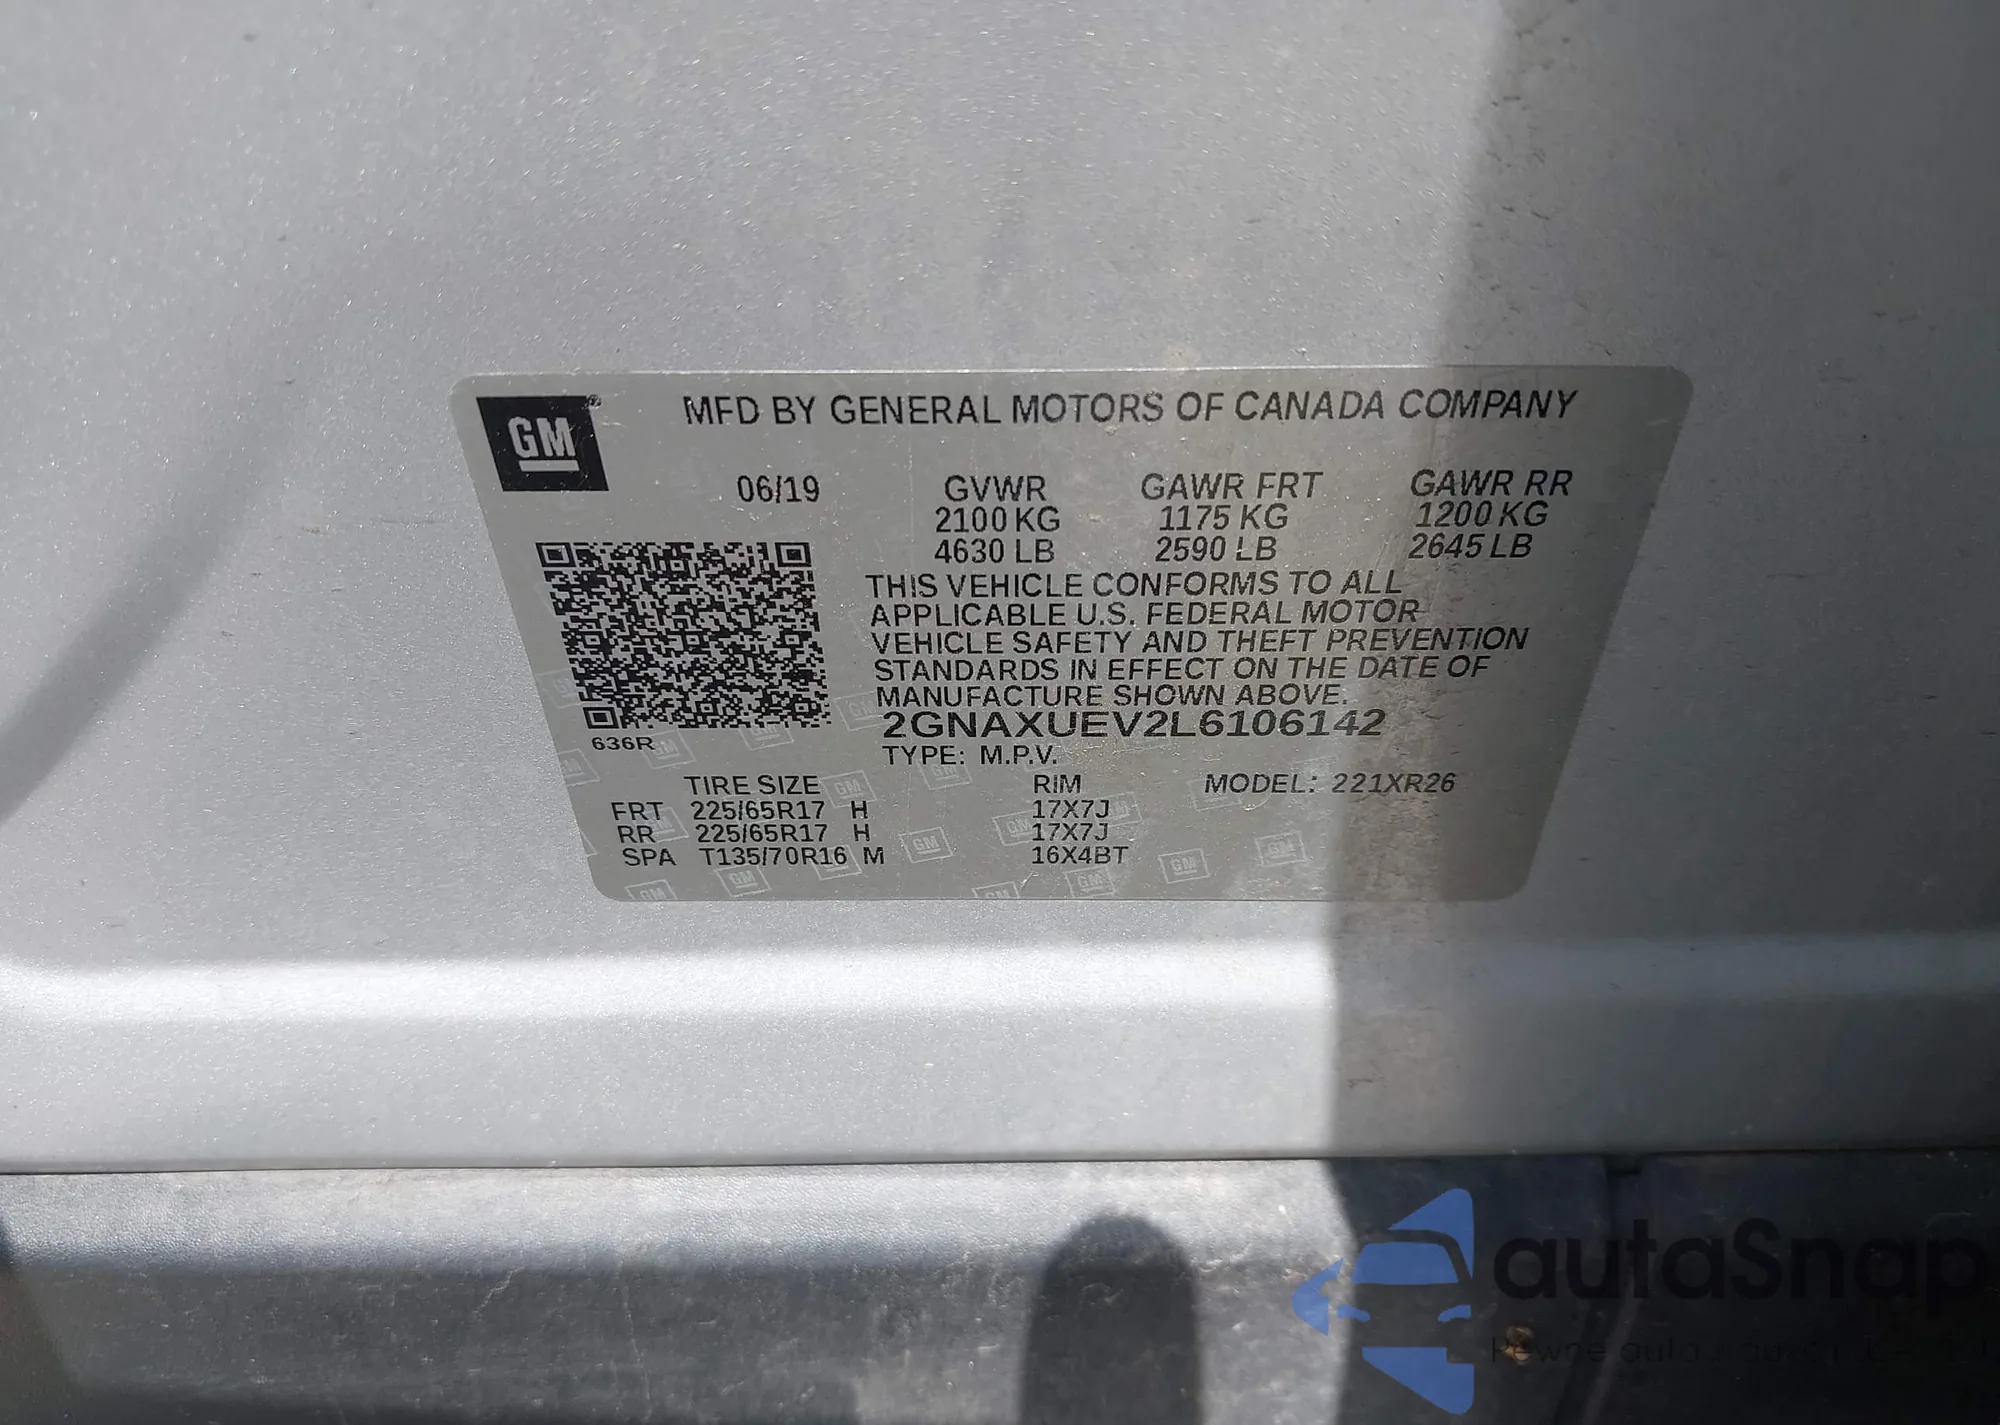 GM®
MFD BY GENERAL MOTORS OF CANADA COMPANY
06/19 GVWR GAWR FRT GAWR RR
2100 KG 1175 KG 1200 KG
4630 LB 2590 LB 2645 LB
THIS VEHICLE CONFORMS TO ALL
APPLICABLE U.S. FEDERAL MOTOR
VEHICLE SAFETY AND THEFT PREVENTION
STANDARDS IN EFFECT ON THE DATE OF
MANUFACTURE SHOWN ABOVE.
2GNAXUEV2L6106142
636R
TYPE: M.P.V.
TIRE SIZE RIM MODEL: 221XR26
FRT 225/65R17 H 17X7J
RR 225/65R17 H 17X7J
SPA T135/70R16 M 16X4BT
autaSnap
Pewne auta